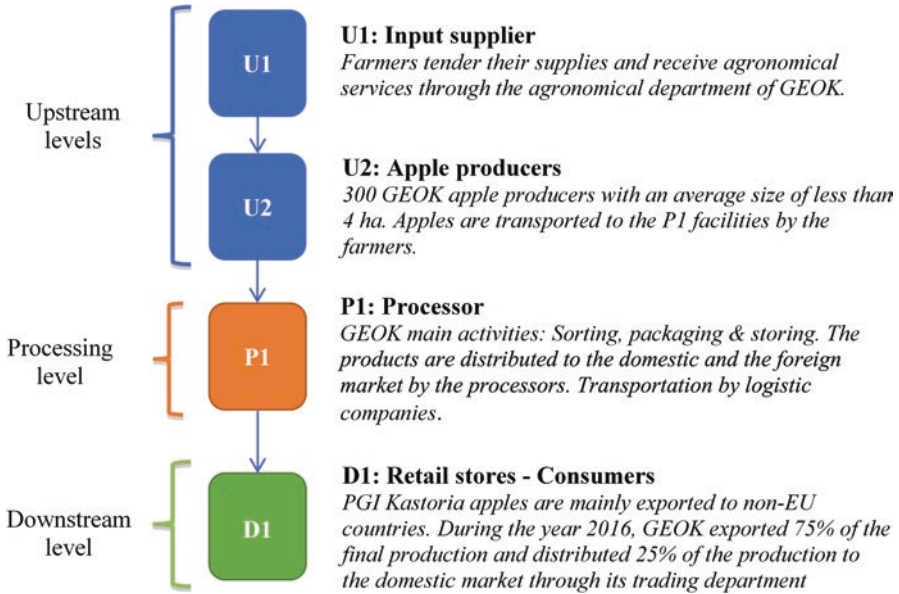 U1
U1: Input supplier
Farmers tender their supplies and receive agronomical
services through the agronomical department of GEOK.
Upstream
levels
U2
U2: Apple producers
300 GEOK apple producers with an average size of less than
4 ha. Apples are transported to the P1 facilities by the
farmers.
Processing
level
P1
P1: Processor
GEOK main activities: Sorting, packaging & storing. The
products are distributed to the domestic and the foreign
market by the processors. Transportation by logistic
companies.
Downstream
level
D1
D1: Retail stores - Consumers
PGI Kastoria apples are mainly exported to non-EU
countries. During the year 2016, GEOK exported 75% of the
final production and distributed 25% of the production to
the domestic market through its trading department